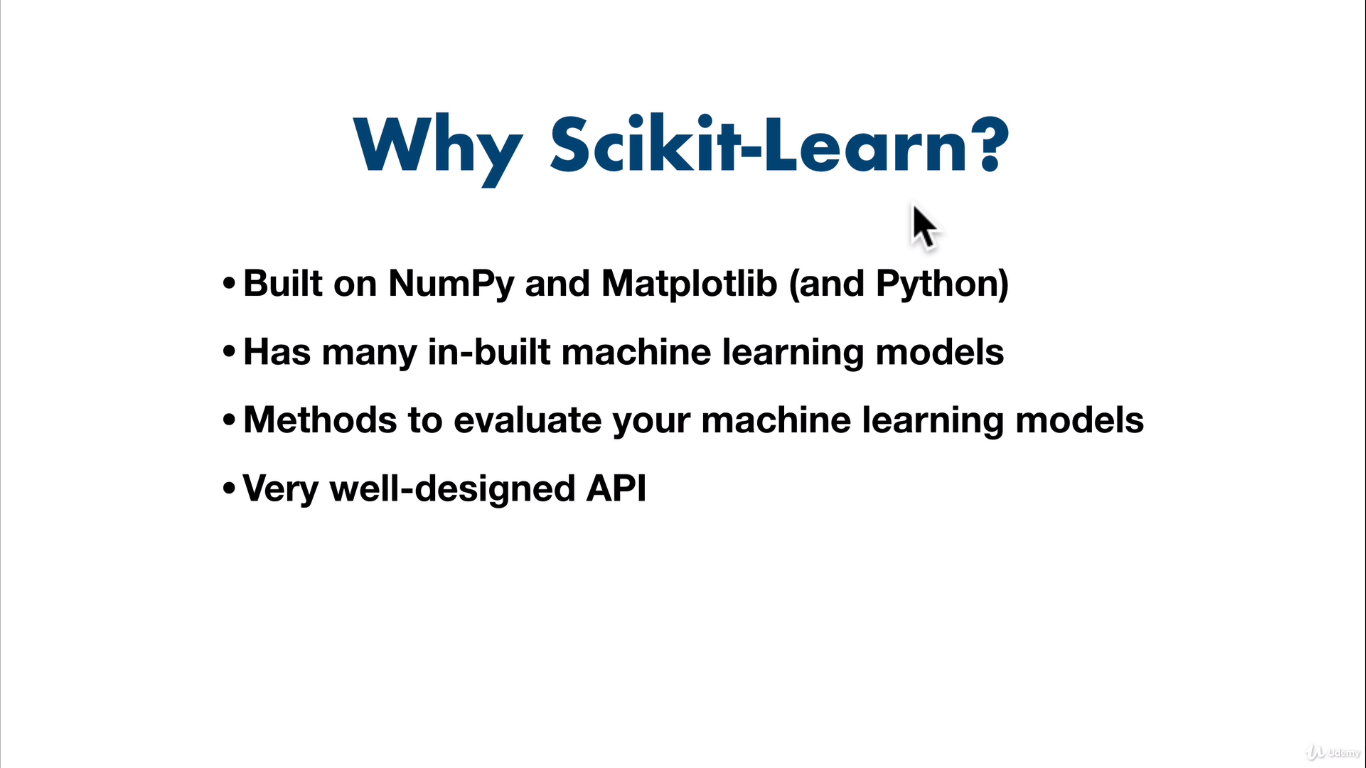 Why Scikit-Learn?
•Built on NumPy and Matplotlib (and Python)
•Has many in-built machine learning models
•Methods to evaluate your machine learning models
•Very well-designed API
Udemy